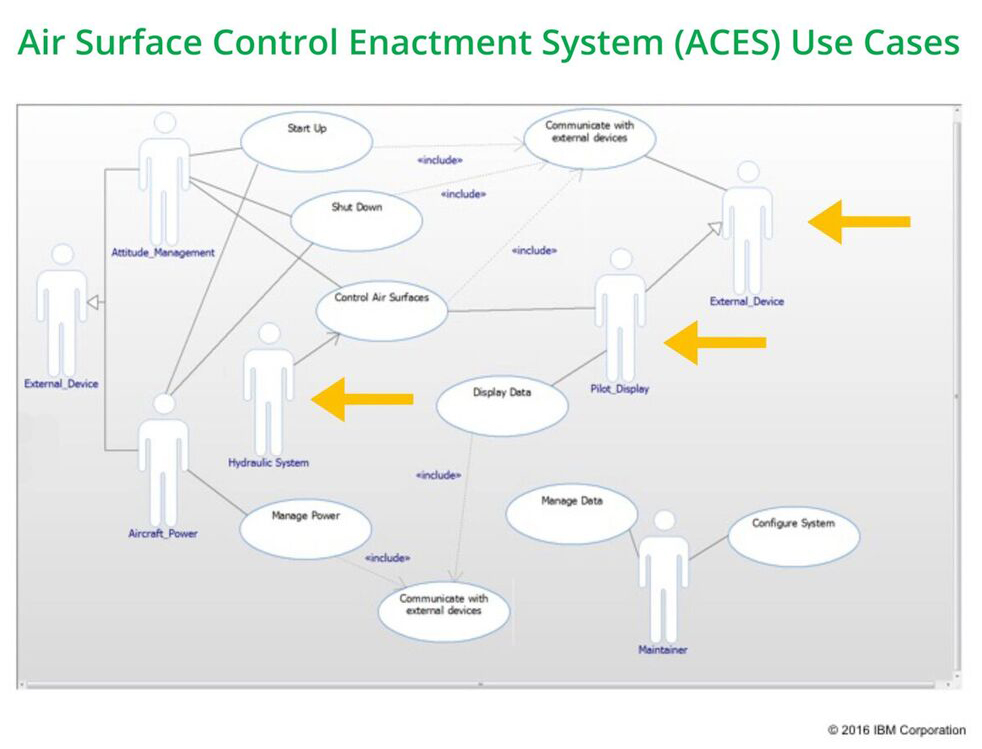 Air Surface Control Enactment System (ACES) Use Cases
Start Up
Communicate with
external devices
«include»
«include»
Shut Down
Attitude_Management
«include»
Control Air Surfaces
External_Device
External_Device
Pilot_Display
Display Data
Hydraulic System
«include»
Manage Data
Manage Power
Configure System
Aircraft_Power
«include»
Communicate with
external devices
Maintainer
© 2016 IBM Corporation